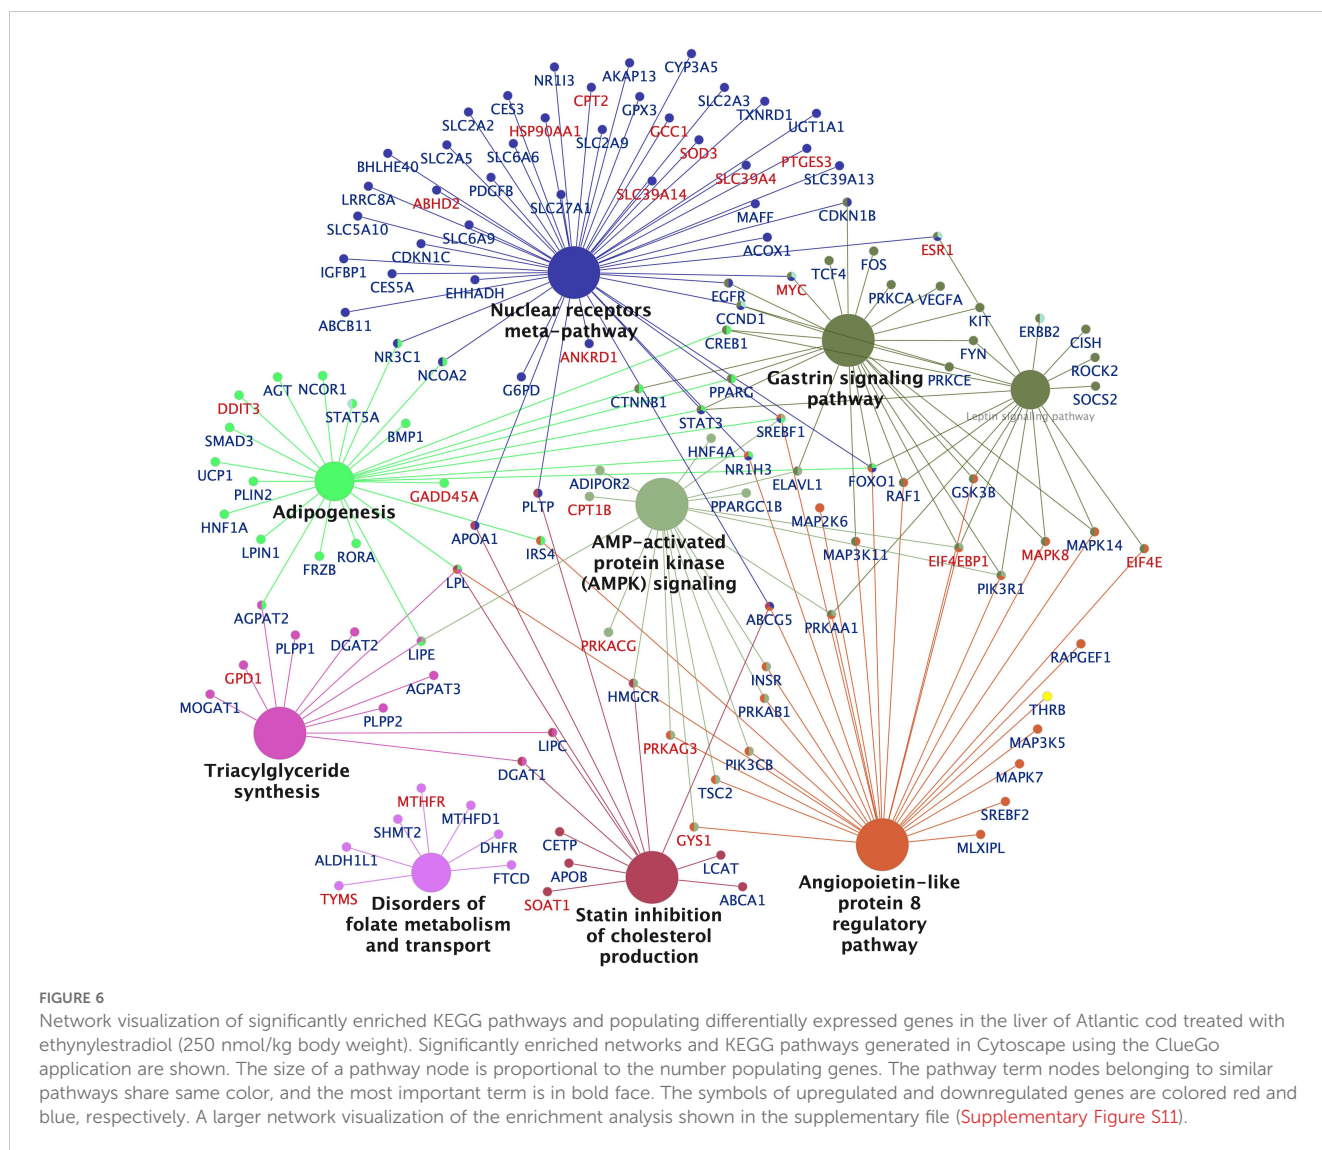 CYP3A5
NR1I3
AKAP13
CPT2
SLC2A3
CES3
GPX3
TXNRD1
SLC2A2
HSP90AA1
SLC2A9
GCC1
UGT1A1
SLC2A5
SLC6A6
SOD3
PTGES3
BHLHE40
PDGFB
SLC39A14
SLC39A4
SLC39A13
LRRC8A
ABHD2
SLC27A1
MAFF
CDKN1B
SLC5A10
SLC6A9
CDKN1C
ACOX1
ESR1
IGFBP1
CES5A
EHHADH
TCF4
FOS
MYC
EGFR
PRKCA
VEGFA
ABCB11
Nuclear receptors
meta-pathway
CCND1
CREB1
KIT
ERBB2
CISH
NR3C1
NCOA2
ANKRD1
G6PD
FYN
PRKCE
ROCK2
SOCS2
Gastrin signaling
pathway
Leptin signaling pathway
AGT
NCOR1
DDIT3
STAT5A
CTNNB1
PPARG
STAT3
SREBF1
SMAD3
BMP1
HNF4A
NR1H3
UCP1
PLIN2
GADD45A
ADIPOR2
CPT1B
PPARGC1B
ELAVL1
FOXO1
RAF1
GSK3B
Adipogenesis
HNF1A
LPIN1
FRZB
RORA
PLTP
APOA1
IRS4
LPL
MAP2K6
MAP3K11
EIF4EBP1
MAPK8
MAPK14
EIF4E
PIK3R1
AMP-activated
protein kinase
(AMPK) signaling
AGPAT2
PLPP1
DGAT2
LIPE
ABCG5
PRKAA1
PRKACG
RAPGEF1
GPD1
AGPAT3
MOGAT1
PLPP2
HMGCR
INSR
PRKAB1
THRB
LIPC
PRKAG3
PIK3CB
MAP3K5
Triacylglyceride
synthesis
DGAT1
TSC2
MAPK7
MTHFR
MTHFD1
SHMT2
DHFR
GYS1
SREBF2
MLXIPL
ALDH1L1
FTCD
TYMS
CETP
APOB
SOAT1
LCAT
ABCA1
Disorders of
folate metabolism
and transport
Statin inhibition
of cholesterol
production
Angiopoietin-like
protein 8
regulatory
pathway
FIGURE 6
Network visualization of significantly enriched KEGG pathways and populating differentially expressed genes in the liver of Atlantic cod treated with
ethynylestradiol (250 nmol/kg body weight). Significantly enriched networks and KEGG pathways generated in Cytoscape using the ClueGo
application are shown. The size of a pathway node is proportional to the number populating genes. The pathway term nodes belonging to similar
pathways share same color, and the most important term is in bold face. The symbols of upregulated and downregulated genes are colored red and
blue, respectively. A larger network visualization of the enrichment analysis shown in the supplementary file (Supplementary Figure S11).